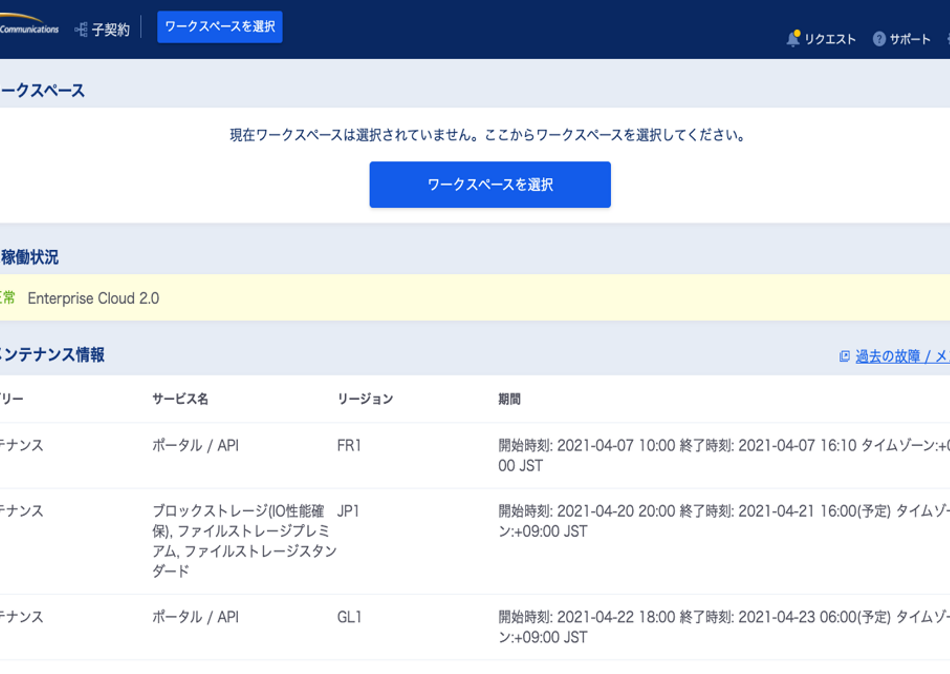 Communications
子契約
ワークスペースを選択
リクエスト
サポート
ークスペース
現在ワークスペースは選択されていません。ここからワークスペースを選択してください。
ワークスペースを選択
稼働状況
正常 Enterprise Cloud 2.0
メンテナンス情報
過去の故障 / メ
リー サービス名 リージョン 期間
テナンス ポータル / API FR1 開始時刻: 2021-04-07 10:00 終了時刻: 2021-04-07 16:10 タイムゾーン:+0
00 JST
テナンス ブロックストレージ(IO性能確 JP1 開始時刻: 2021-04-20 20:00 終了時刻: 2021-04-21 16:00(予定) タイムゾー
保), ファイルストレージプレミ ン:+09:00 JST
アム, ファイルストレージスタン
ダード
テナンス ポータル / API GL1 開始時刻: 2021-04-22 18:00 終了時刻: 2021-04-23 06:00(予定) タイムゾー
ン:+09:00 JST